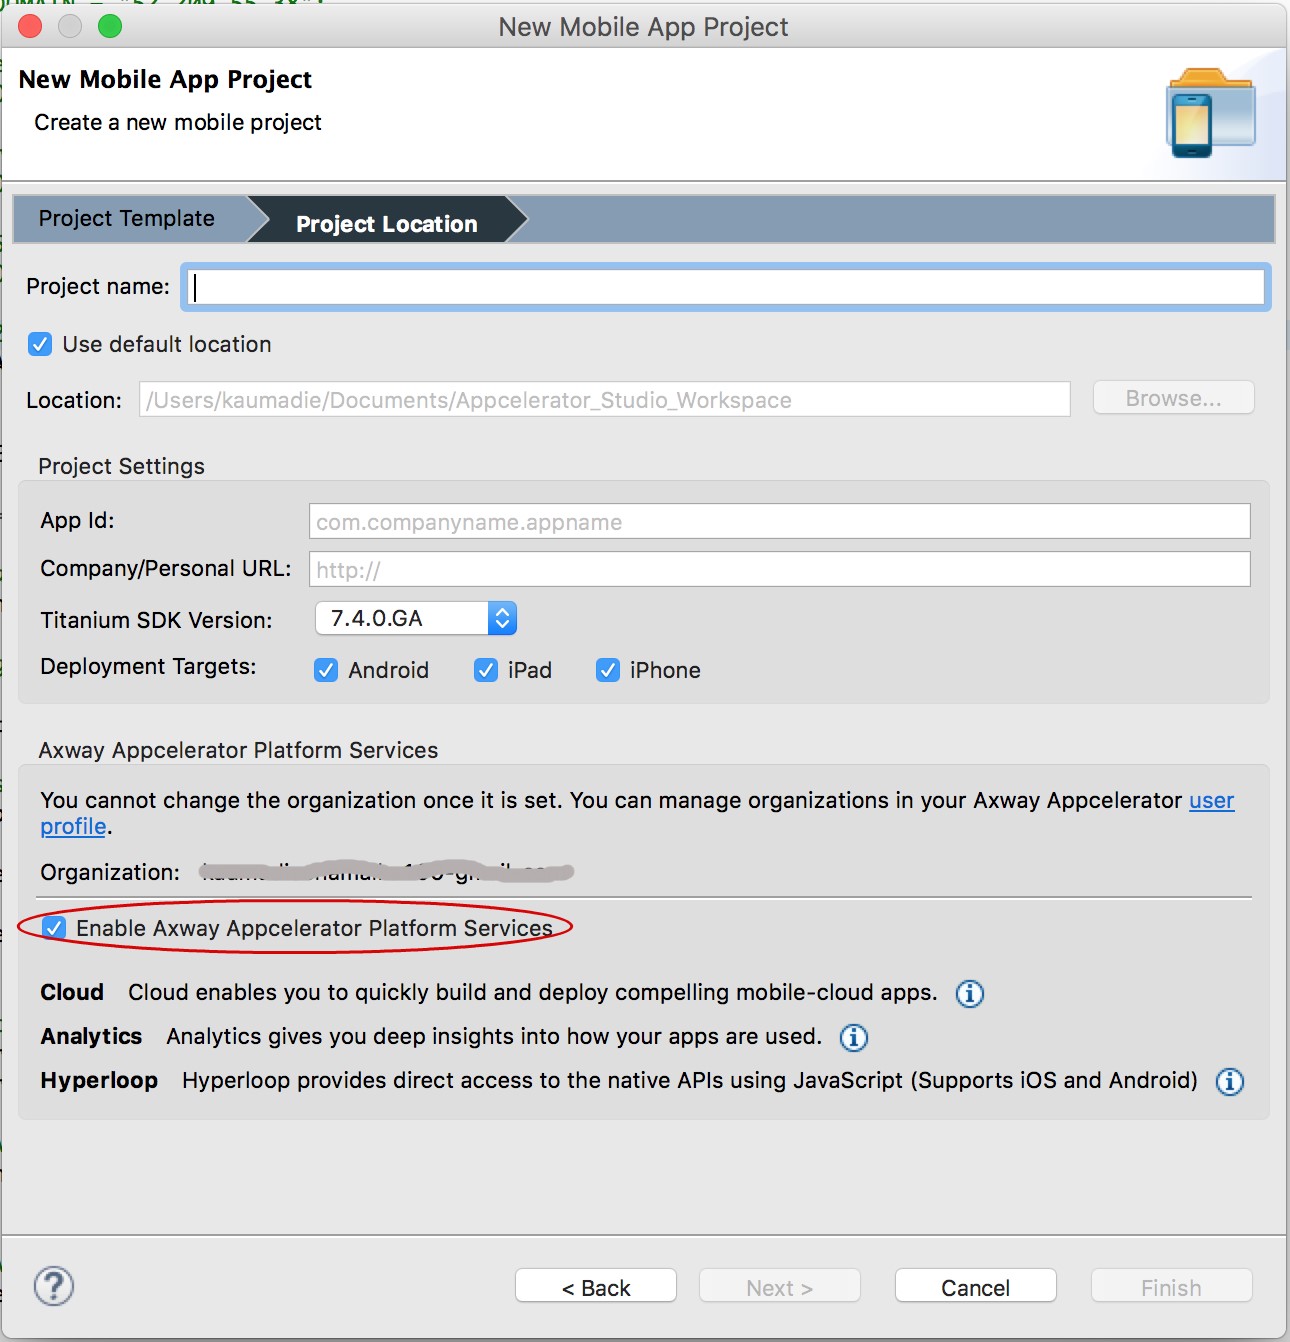 New Mobile App Project
New Mobile App Project
Create a new mobile project
Project Template
Project Location
Project name:
Use default location
Location: /Users/kaumadie/Documents/Appcelerator_Studio_Workspace Browse...
Project Settings
App Id: com.companyname.appname
Company/Personal URL: http://
Titanium SDK Version: 7.4.0.GA
Deployment Targets: Android iPad iPhone
Axway Appcelerator Platform Services
You cannot change the organization once it is set. You can manage organizations in your Axway Appcelerator user
profile.
Organization:
Enable Axway Appcelerator Platform Services
Cloud Cloud enables you to quickly build and deploy compelling mobile-cloud apps.
Analytics Analytics gives you deep insights into how your apps are used.
Hyperloop Hyperloop provides direct access to the native APIs using JavaScript (Supports iOS and Android)
? < Back Next > Cancel Finish